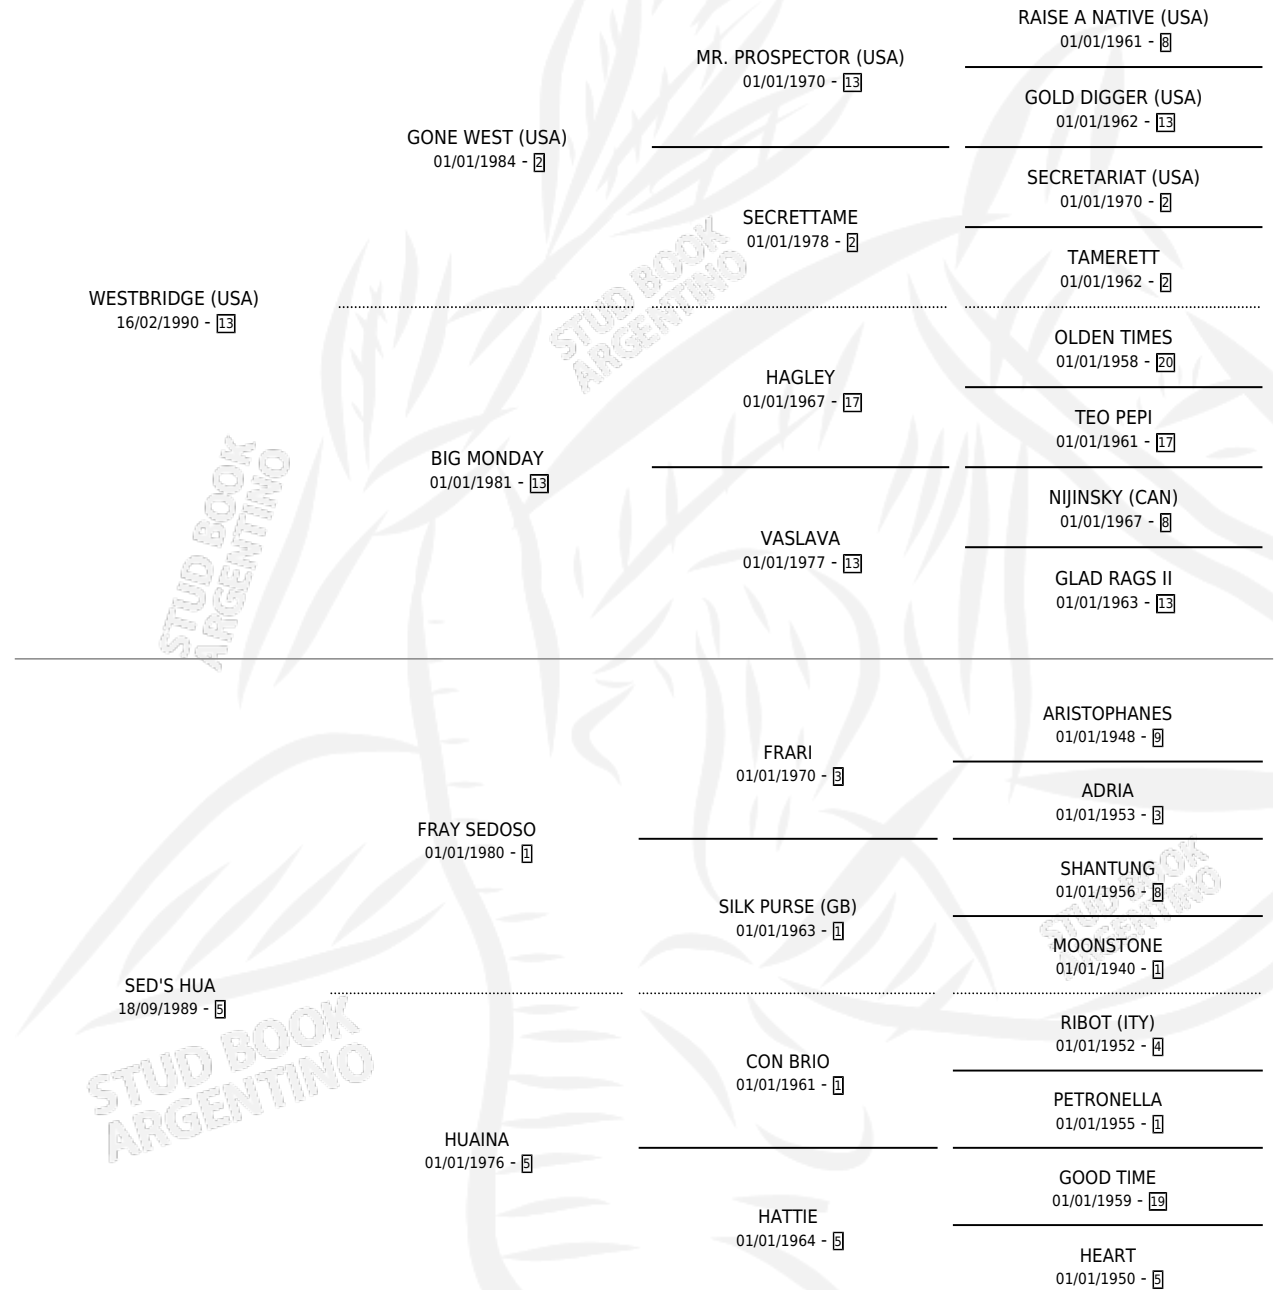 RAISE A NATIVE (USA)
01/01/1961 - 8
MR. PROSPECTOR (USA)
01/01/1970 - 13
GOLD DIGGER (USA)
01/01/1962 - 13
GONE WEST (USA)
01/01/1984 - 2
SECRETARIAT (USA)
01/01/1970 - 2
SECRETTAME
01/01/1978 - 2
TAMERETT
01/01/1962 - 2
STUD BOOK
ARGENTINO
WESTBRIDGE (USA)
16/02/1990 - 13
OLDEN TIMES
01/01/1958 - 20
HAGLEY
01/01/1967 - 17
TEO PEPI
01/01/1961 - 17
BIG MONDAY
01/01/1981 - 13
NIJINSKY (CAN)
01/01/1967 - 8
VASLAVA
01/01/1977 - 13
GLAD RAGS II
01/01/1963 - 13
STUD BOOK
ARGENTINO
ARISTOPHANES
01/01/1948 - 9
FRARI
01/01/1970 - 3
ADRIA
01/01/1953 - 3
FRAY SEDOSO
01/01/1980 - 1
SHANTUNG
01/01/1956 - 8
SILK PURSE (GB)
01/01/1963 - 1
MOONSTONE
01/01/1940 - 1
STUD BOOK
ARGENTINO
SED'S HUA
18/09/1989 - 5
RIBOT (ITY)
01/01/1952 - 4
CON BRIO
01/01/1961 - 1
PETRONELLA
01/01/1955 - 1
STUD BOOK
ARGENTINO
HUAINA
01/01/1976 - 5
GOOD TIME
01/01/1959 - 19
HATTIE
01/01/1964 - 5
HEART
01/01/1950 - 5